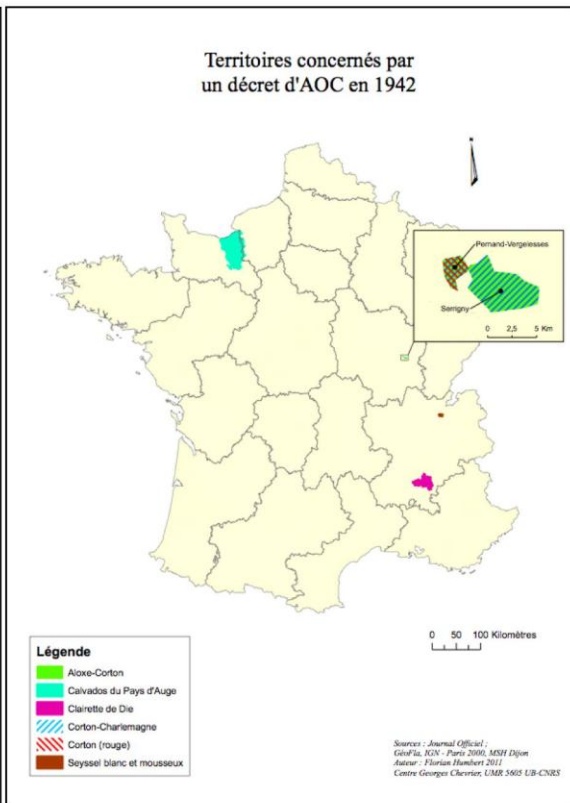 Territoires concernés par
un décret d'AOC en 1942
Pernand-Vergelesses
Serrigny
0 2,5 5 Km
0 50 100 Kilomètres
Légende
Aloxe-Corton
Calvados du Pays d'Auge
Clairette de Die
Corton-Charlemagne
Corton (rouge)
Seyssel blanc et mousseux
Sources : Journal Officiel ;
GéoFla, IGN - Paris 2000, MSH Dijon
Auteur : Florian Humbert 2011
Centre Georges Chevrier, UMR 5605 UB-CNRS